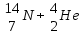 ¹⁴₇N + ⁴₂He